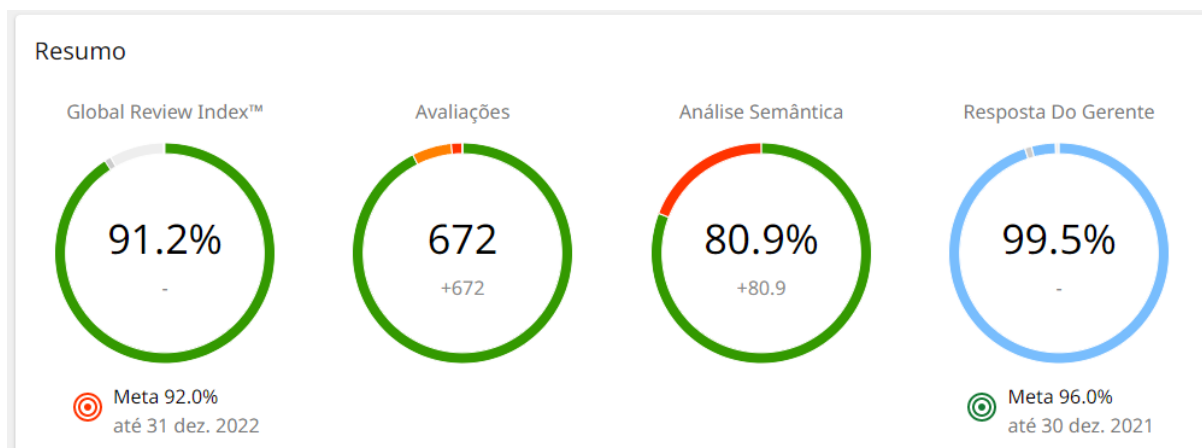 Resumo
Global Review Index™
Avaliações
Análise Semântica
Resposta Do Gerente
91.2%
672
80.9%
99.5%
-
+672
+80.9
-
Meta 92.0%
até 31 dez. 2022
Meta 96.0%
até 30 dez. 2021